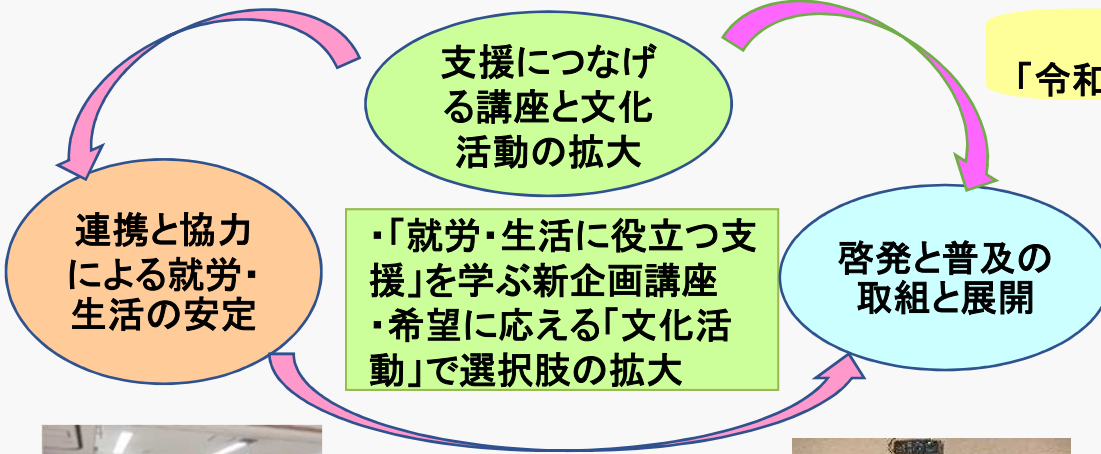 支援につなげ
る講座と文化
活動の拡大
「令和
連携と協力
による就労・
生活の安定
・「就労・生活に役立つ支
援」を学ぶ新企画講座
・希望に応える「文化活
動」で選択肢の拡大
啓発と普及の
取組と展開